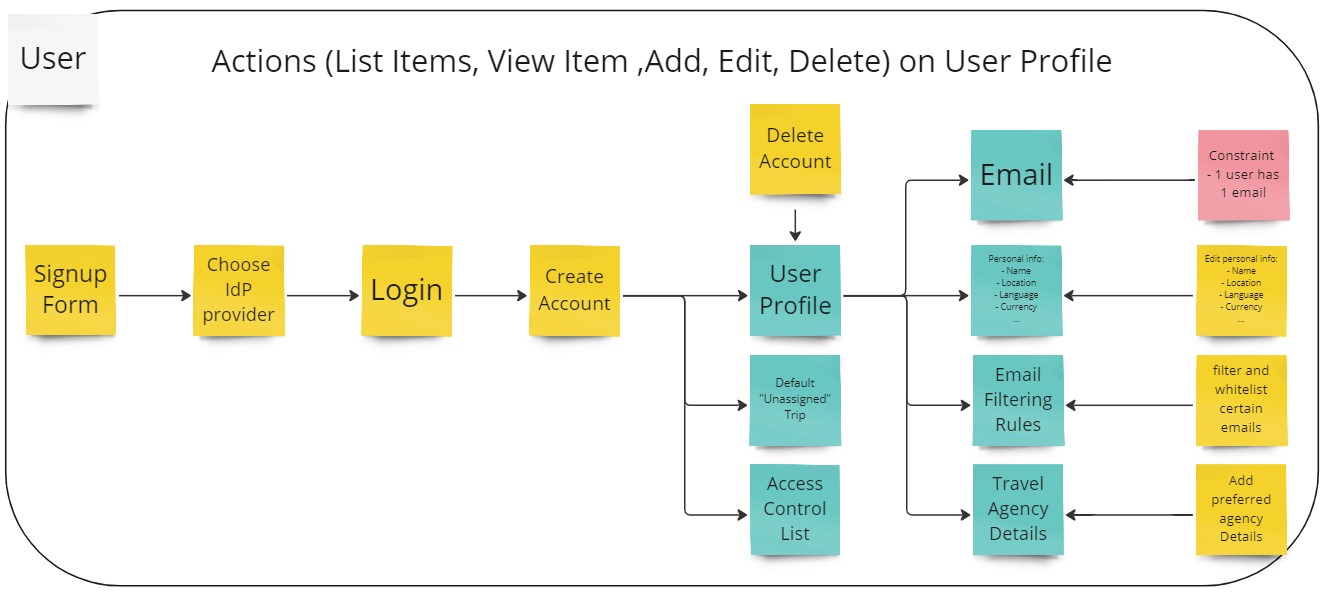 User
Actions (List Items, View Item ,Add, Edit, Delete) on User Profile
Delete
Account
Email
Constraint
- 1 user has
1 email
Signup
Form
Choose
IdP
provider
Login
Create
Account
User
Profile
Personal info:
- Name
- Location
- Language
- Currency
...
Edit personal info:
- Name
- Location
- Language
- Currency
...
Default
"Unassigned"
Trip
Email
Filtering
Rules
filter and
whitelist
certain
emails
Access
Control
List
Travel
Agency
Details
Add
preferred
agency
Details